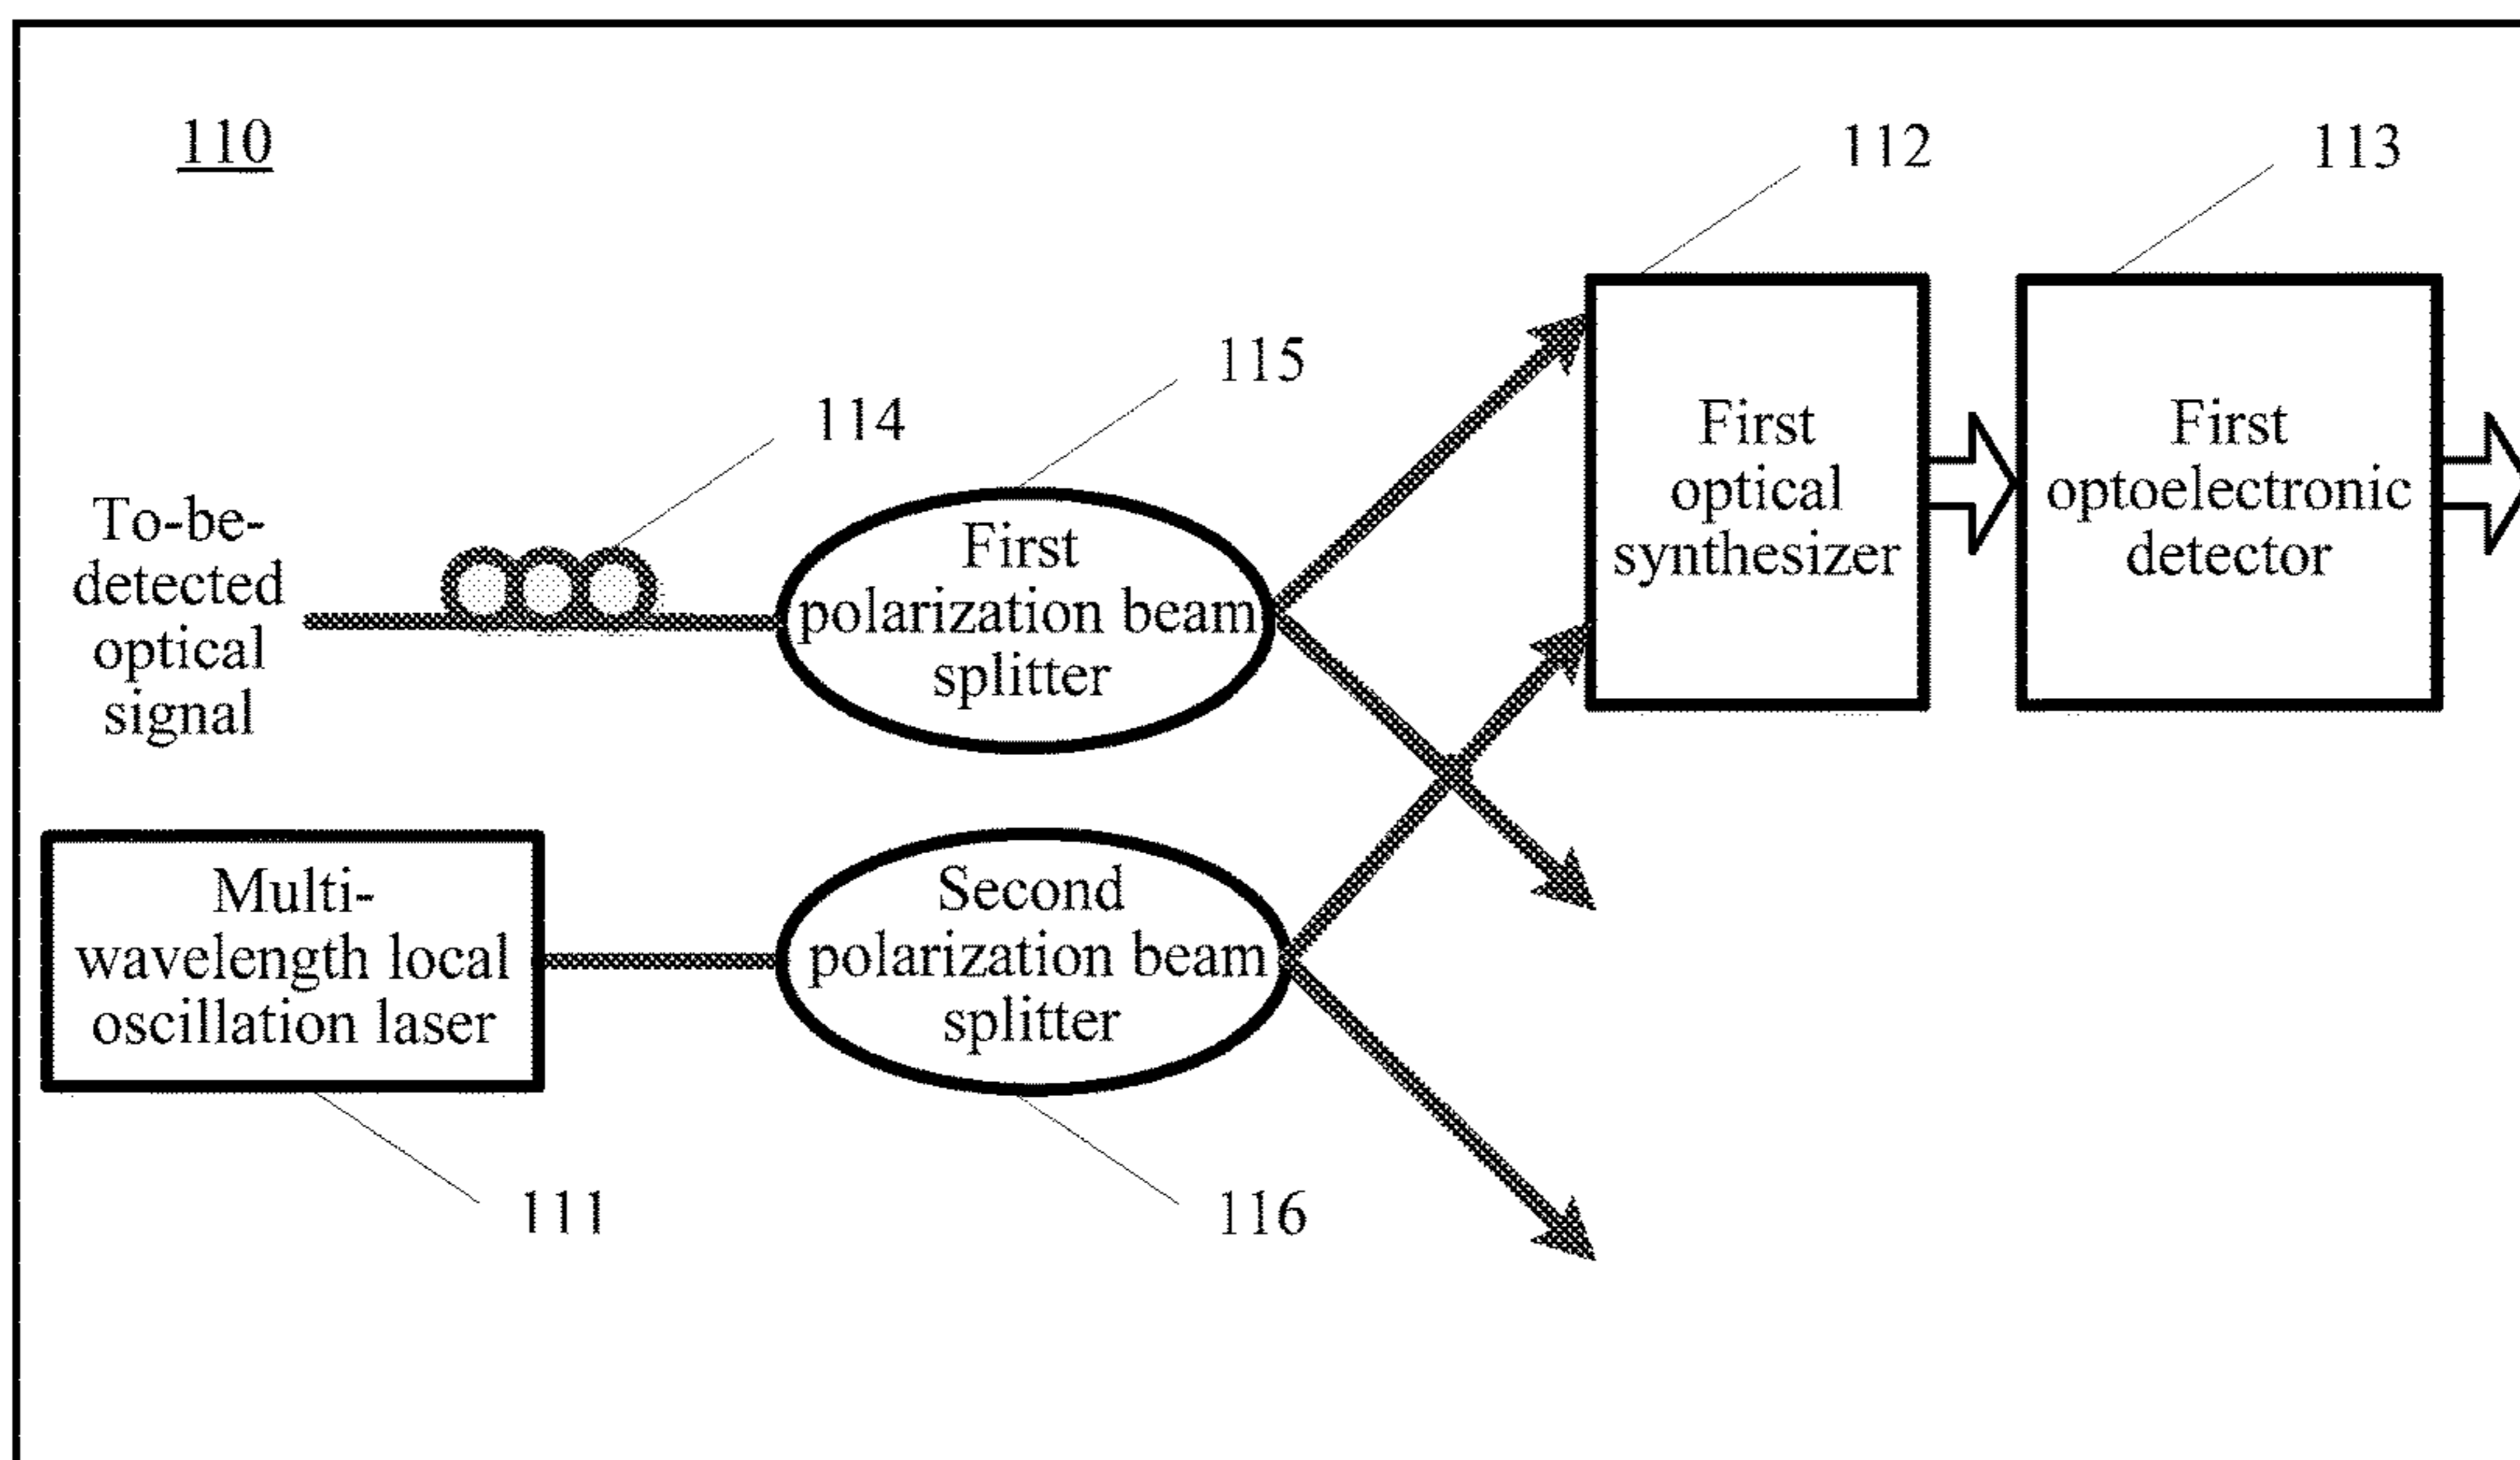 110
112
113
115
114
To-be-
detected
optical
signal
First
polarization beam
splitter
First
optical
synthesizer
First
optoelectronic
detector
Multi-
wavelength local
oscillation laser
Second
polarization beam
splitter
111
116